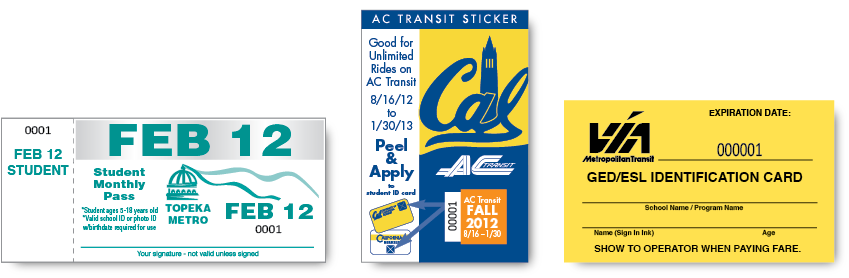 0001
FEB 12
STUDENT
FEB 12
Student
Monthly
Pass
*Student ages 5-18 years old
*Valid school ID or photo ID
w/birthdate required for use
TOPEKA
METRO
FEB 12
0001
Your signature - not valid unless signed
AC TRANSIT STICKER
Good for
Unlimited
Rides on
AC Transit
8/16/12
to
1/30/13
Peel
&
Apply
to
student ID card
Cal
AC TRANSIT
Cal
CALIFORNIA
00001
AC Transit
FALL
2012
8/16 –1/30
VIA
Metropolitan Transit
EXPIRATION DATE:
000001
GED/ESL IDENTIFICATION CARD
School Name / Program Name
Name (Sign In Ink) Age
SHOW TO OPERATOR WHEN PAYING FARE.